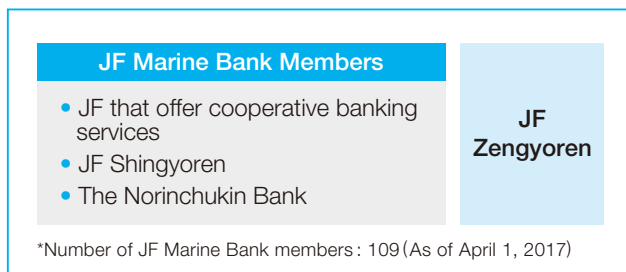 JF Marine Bank Members
• JF that offer cooperative banking
services
• JF Shingyoren
• The Norinchukin Bank
JF
Zengyoren
*Number of JF Marine Bank members : 109 (As of April 1, 2017)